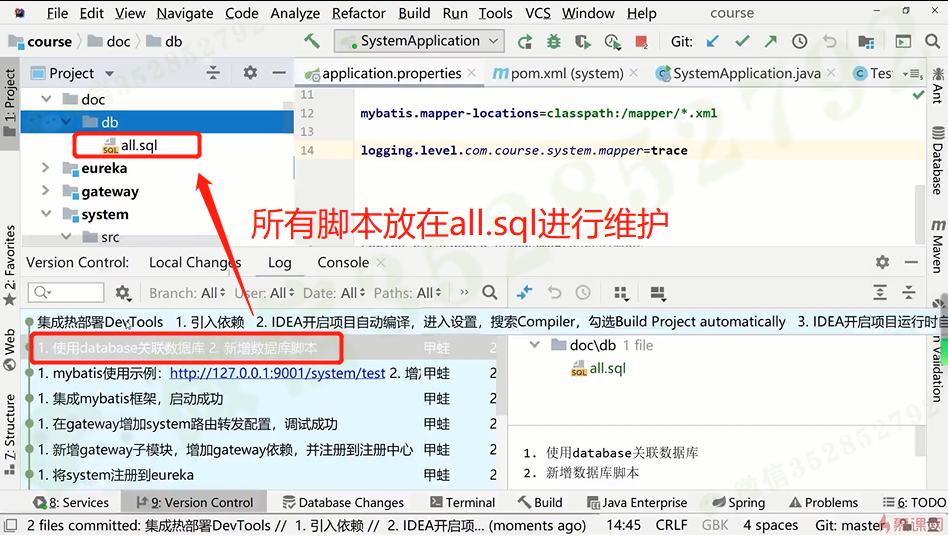 File Edit View Navigate Code Analyze Refactor Build Run Tools VCS Window Help course
course doc db SystemApplication Git:
1: Project
Project
application.properties pom.xml (system) SystemApplication.java Tes
Ant
doc
db
all.sql
eureka
gateway
system
src
11
12 mybatis.mapper-locations=classpath:/mapper/*.xml
13
14 logging.level.com.course.system.mapper=trace
Database
Maven
所有脚本放在all.sql进行维护
2: Favorites
Web
7: Structure
Version Control: Local Changes Log Console
Branch: All User: All Date: All Paths: All
集成热部署DevTools 1. 引入依赖 2. IDEA开启项目自动编译，进入设置，搜索Compiler，勾选Build Project automatically 3. IDEA开启项目运行时自
1. 使用database关联数据库 2. 新增数据库脚本 甲蛙 2
1. mybatis使用示例：http://127.0.0.1:9001/system/test 2. 增 甲蛙 2
1. 集成mybatis框架，启动成功 甲蛙 2
1. 在gateway增加system路由转发配置，调试成功 甲蛙 2
1. 新增gateway子模块，增加gateway依赖，并注册到注册中心 甲蛙 2
1. 将system注册到eureka 甲蛙 2
doc\db 1 file
all.sql
1. 使用database关联数据库
2. 新增数据库脚本
8: Services 9: Version Control Database Changes Terminal Build Java Enterprise Spring Problems 6: TODO
2 files committed: 集成热部署DevTools // 1. 引入依赖 // 2. IDEA开启项... (moments ago) 14:45 CRLF GBK 4 spaces Git: master